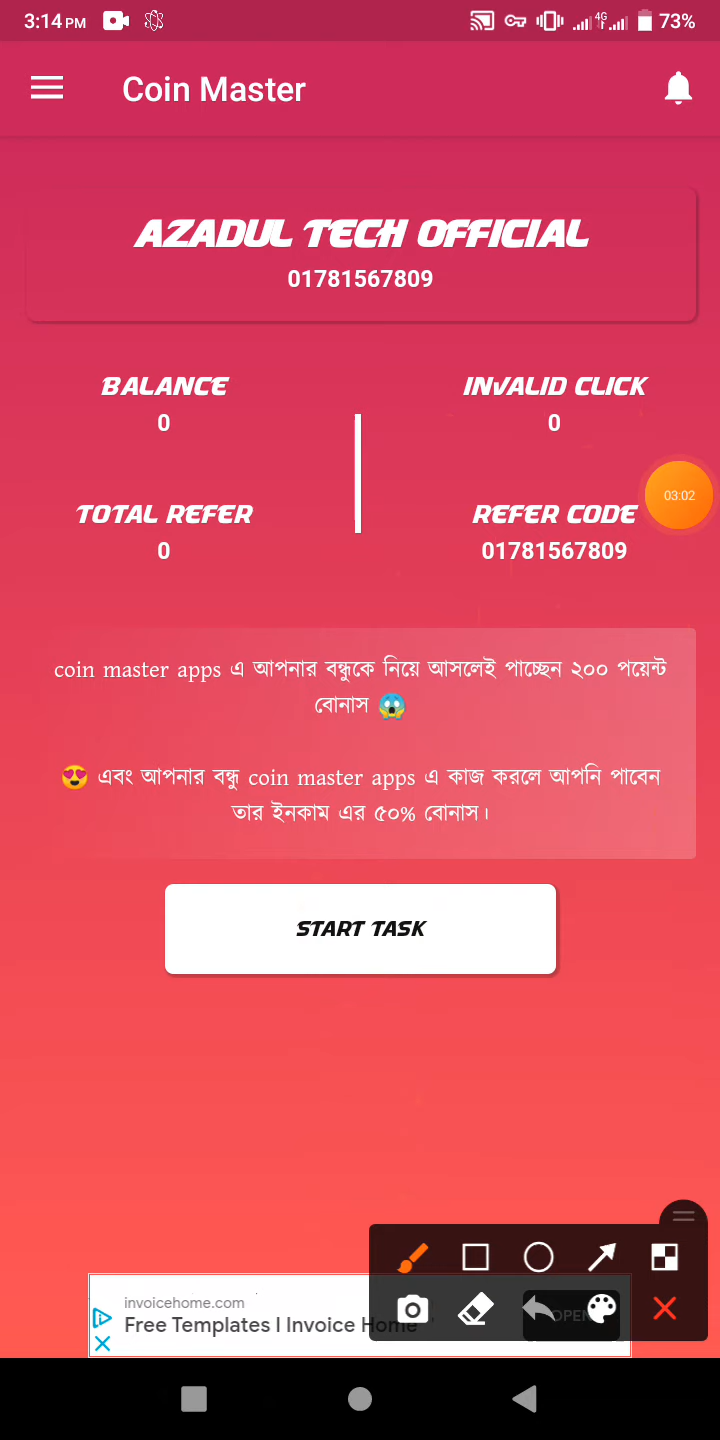 3:14 PM
4G
73%
Coin Master
AZADUL TECH OFFICIAL
01781567809
BALANCE
INVALID CLICK
0
0
03:02
TOTAL REFER
REFER CODE
0
01781567809
coin master apps এ আপনার বন্ধুকে নিয়ে আসলেই পাচ্ছেন ২০০ পয়েন্ট
বোনাস 😱
😍 এবং আপনার বন্ধু coin master apps এ কাজ করলে আপনি পাবেন
তার ইনকাম এর ৫০% বোনাস।
START TASK
invoicehome.com
Free Templates | Invoice Home
OPEN